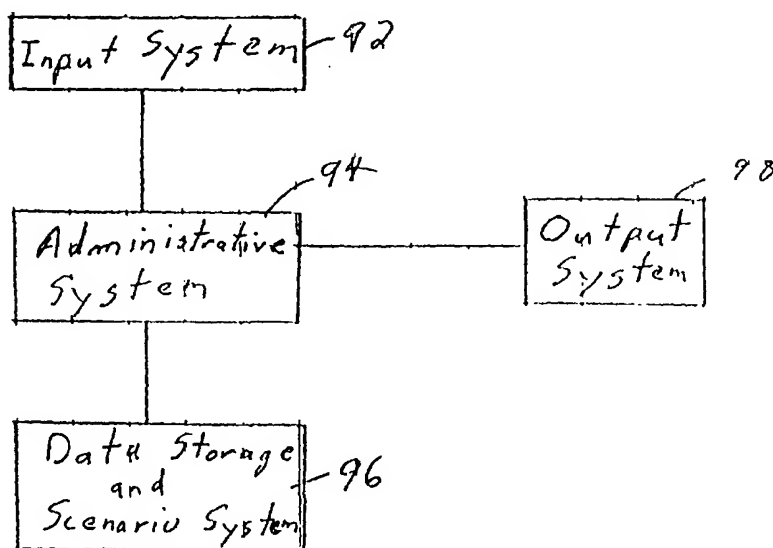 Input System
92
94
98
Administrative
System
Output
System
Data Storage
and
Scenario System
96